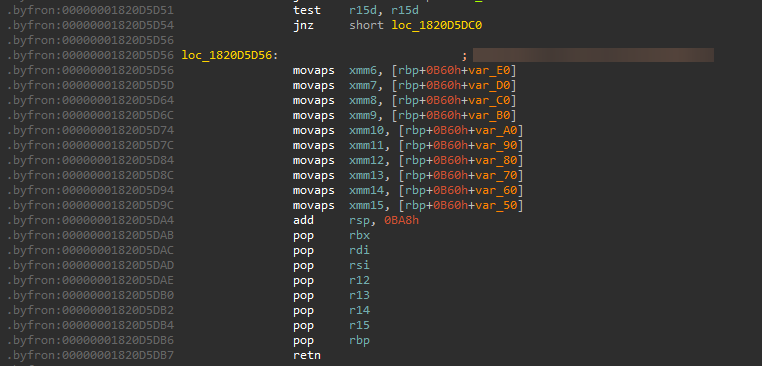 .byfron:00000001820D5D51 test r15d, r15d
.byfron:00000001820D5D54 jnz short loc_1820D5DC0
.byfron:00000001820D5D54
.byfron:00000001820D5D56
.byfron:00000001820D5D56 loc_1820D5D56: ;
.byfron:00000001820D5D56 movaps xmm6, [rbp+0B60h+var_E0]
.byfron:00000001820D5D5D movaps xmm7, [rbp+0B60h+var_D0]
.byfron:00000001820D5D64 movaps xmm8, [rbp+0B60h+var_C0]
.byfron:00000001820D5D6C movaps xmm9, [rbp+0B60h+var_B0]
.byfron:00000001820D5D74 movaps xmm10, [rbp+0B60h+var_A0]
.byfron:00000001820D5D7C movaps xmm11, [rbp+0B60h+var_90]
.byfron:00000001820D5D84 movaps xmm12, [rbp+0B60h+var_80]
.byfron:00000001820D5D8C movaps xmm13, [rbp+0B60h+var_70]
.byfron:00000001820D5D94 movaps xmm14, [rbp+0B60h+var_60]
.byfron:00000001820D5D9C movaps xmm15, [rbp+0B60h+var_50]
.byfron:00000001820D5DA4 add rsp, 0BA8h
.byfron:00000001820D5DAB pop rbx
.byfron:00000001820D5DAC pop rdi
.byfron:00000001820D5DAD pop rsi
.byfron:00000001820D5DAE pop r12
.byfron:00000001820D5DB0 pop r13
.byfron:00000001820D5DB2 pop r14
.byfron:00000001820D5DB4 pop r15
.byfron:00000001820D5DB6 pop rbp
.byfron:00000001820D5DB7 retn